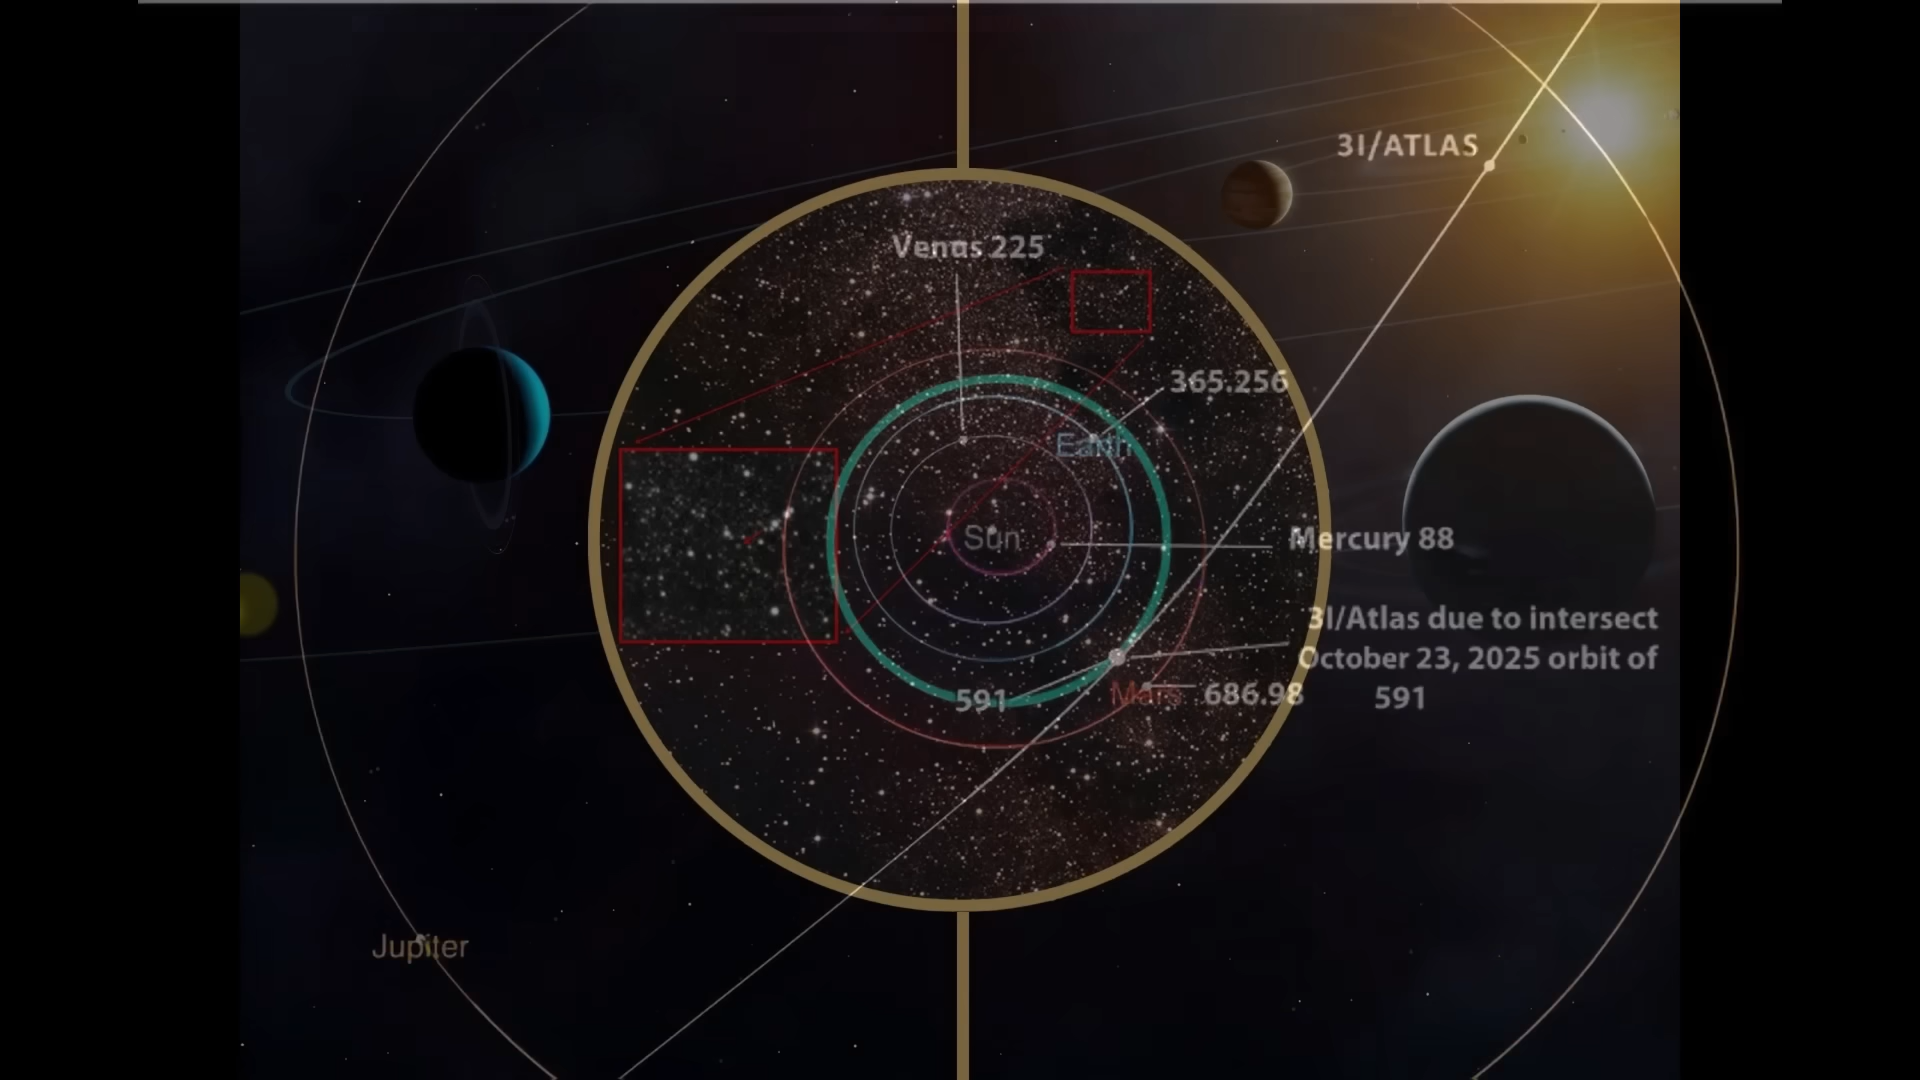 3I/ATLAS
Venus 225
365.256
Earth
Sun
Mercury 88
3I/Atlas due to intersect
October 23, 2025 orbit of
591
591
Mars
686.98
Jupiter